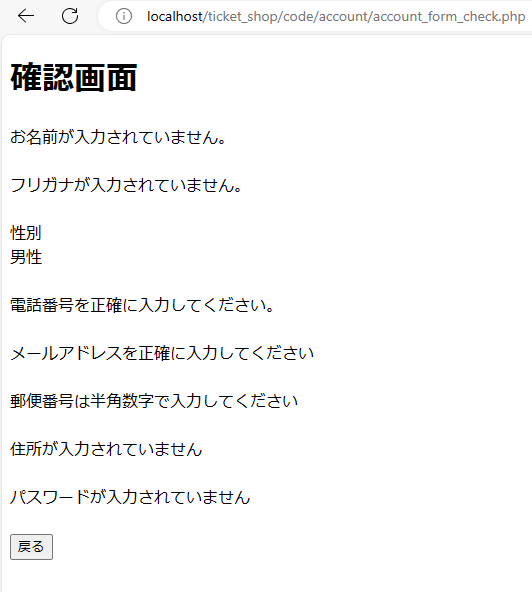 localhost/ticket_shop/code/account/account_form_check.php
確認画面
お名前が入力されていません。
フリガナが入力されていません。
性別
男性
電話番号を正確に入力してください。
メールアドレスを正確に入力してください
郵便番号は半角数字で入力してください
住所が入力されていません
パスワードが入力されていません
戻る